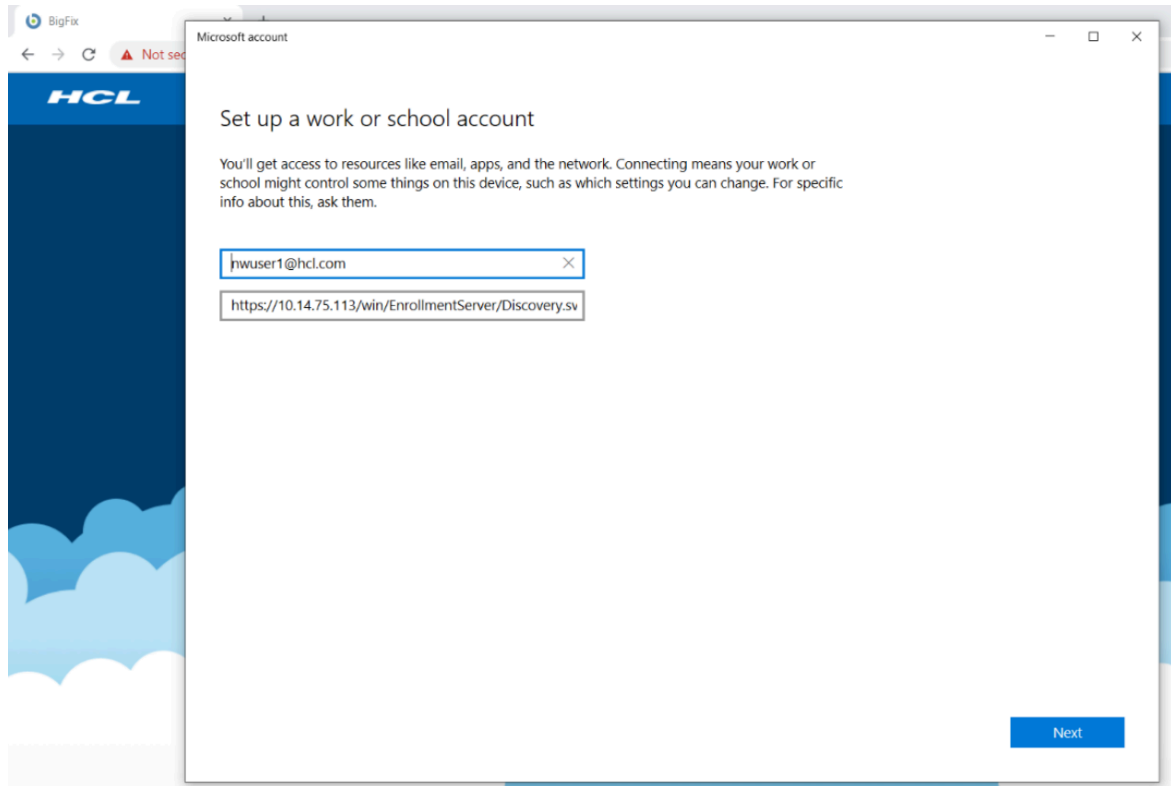 BigFix
Not sec
HCL
Microsoft account
Set up a work or school account
You'll get access to resources like email, apps, and the network. Connecting means your work or
school might control some things on this device, such as which settings you can change. For specific
info about this, ask them.
nwuser1@hcl.com
https://10.14.75.113/win/EnrollmentServer/Discovery.sv
Next